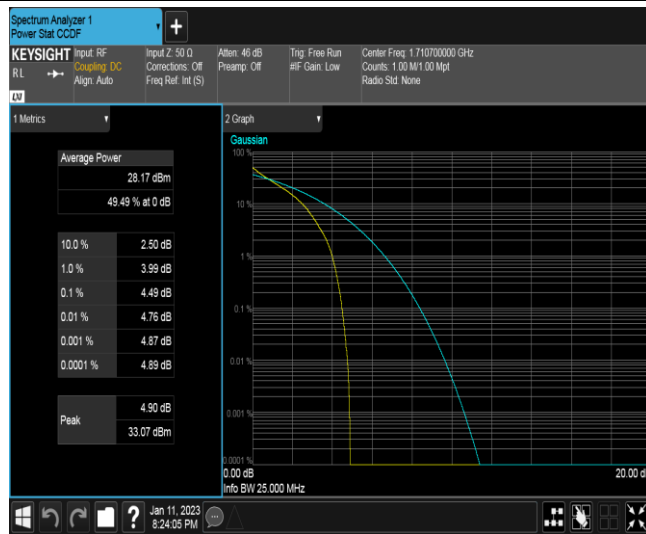 Spectrum Analyzer 1
Power Stat CCDF
+
KEYSIGHT
RL
LXI
Input: RF
Coupling: DC
Align: Auto
Input Z: 50 Ω
Corrections: Off
Freq Ref: Int (S)
Atten: 46 dB
Preamp: Off
Trig: Free Run
#IF Gain: Low
Center Freq: 1.710700000 GHz
Counts: 1.00 M/1.00 Mpt
Radio Std: None
1 Metrics
Average Power
28.17 dBm
49.49 % at 0 dB
10.0 % 2.50 dB
1.0 % 3.99 dB
0.1 % 4.49 dB
0.01 % 4.76 dB
0.001 % 4.87 dB
0.0001 % 4.89 dB
Peak 4.90 dB
33.07 dBm
2 Graph
Gaussian
100 %
10 %
1 %
0.1 %
0.01 %
0.001 %
0.0001 %
0.00 dB 20.00 d
Info BW 25.000 MHz
?
Jan 11, 2023
8:24:05 PM